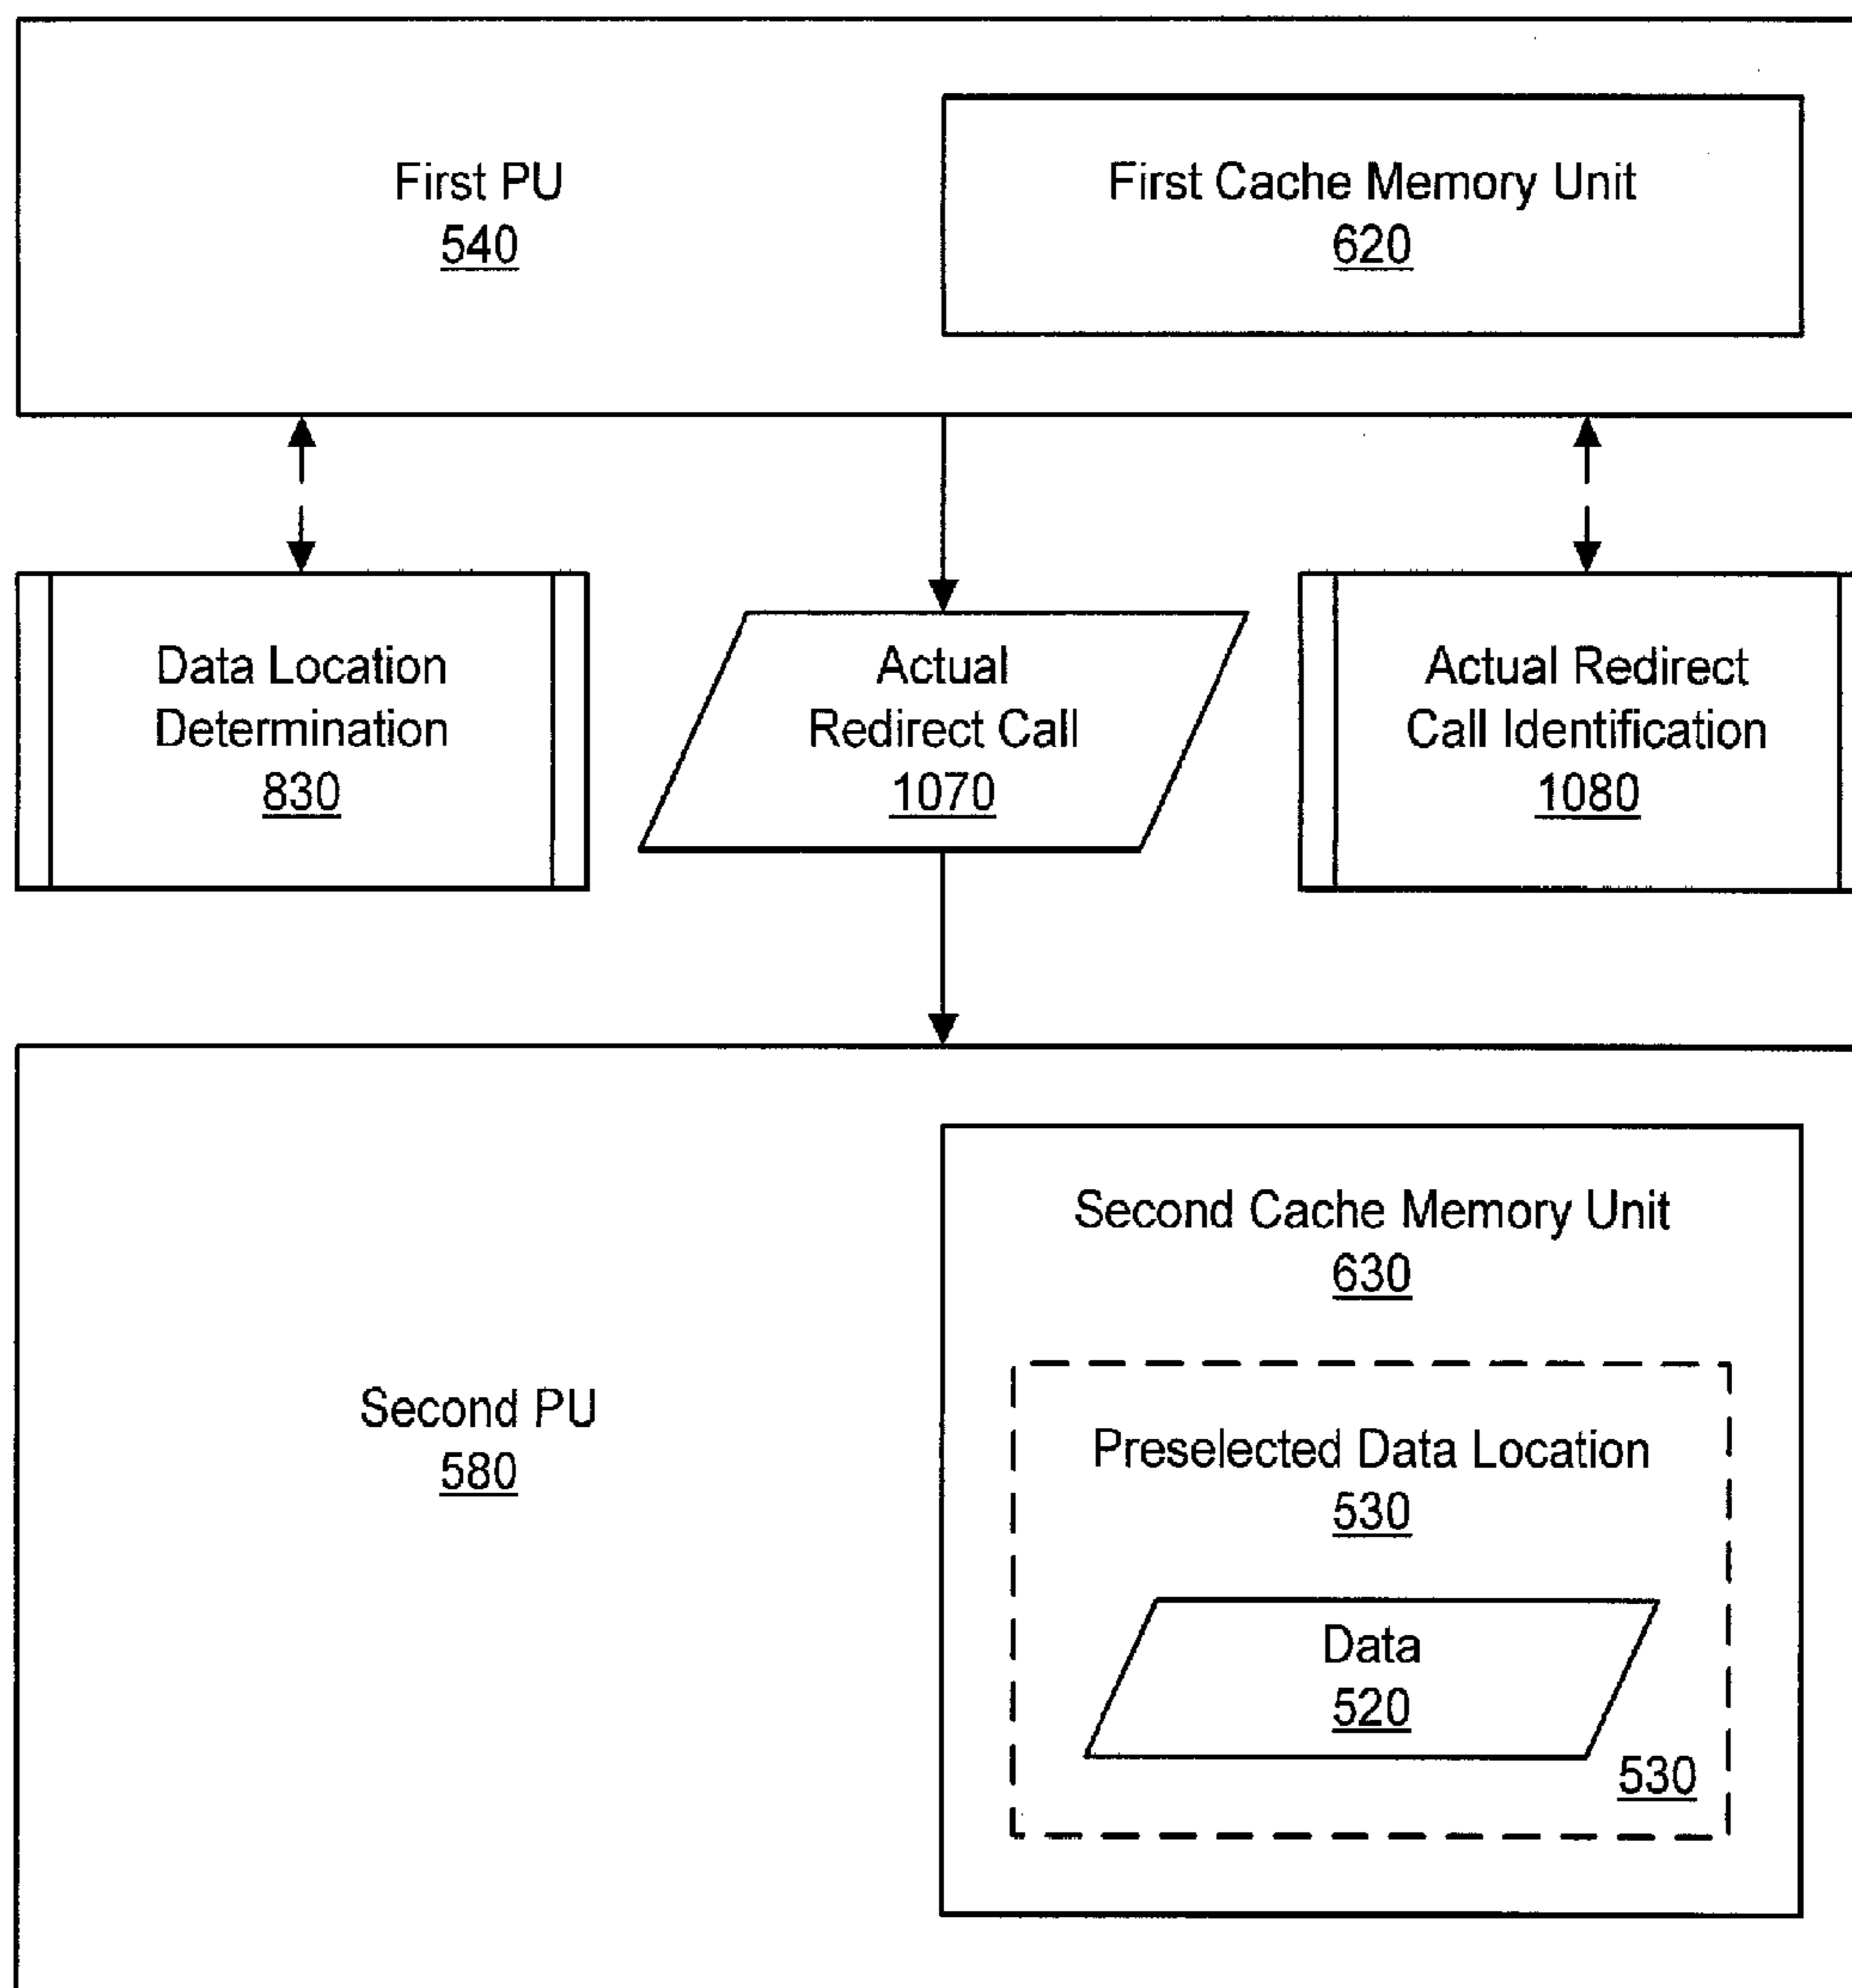 First PU
540
First Cache Memory Unit
620
Data Location
Determination
830
Actual
Redirect Call
1070
Actual Redirect
Call Identification
1080
Second PU
580
Second Cache Memory Unit
630
Preselected Data Location
530
Data
520
530